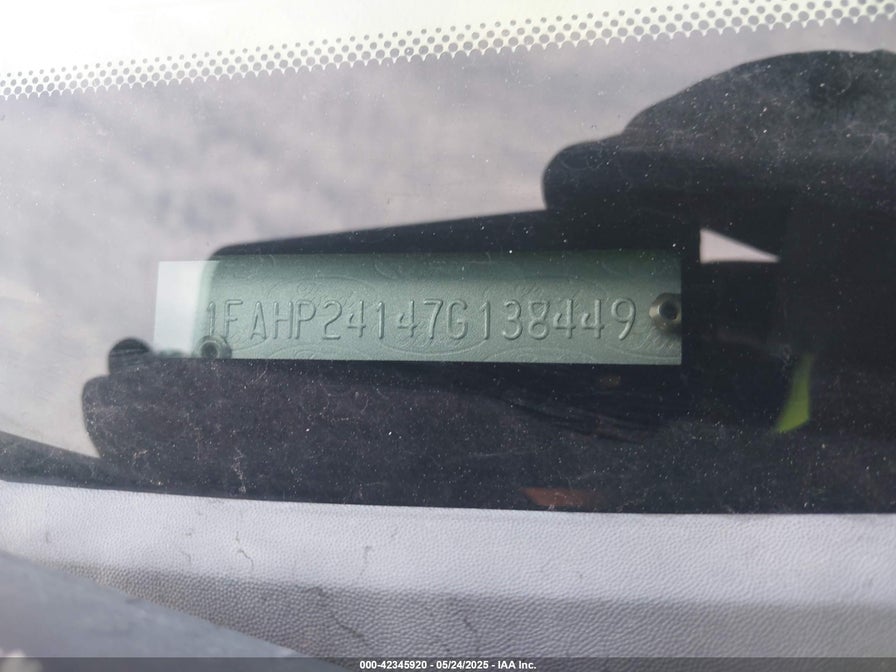 1FAHP24147G138449
000-42345920 - 05/24/2025 - IAA Inc.